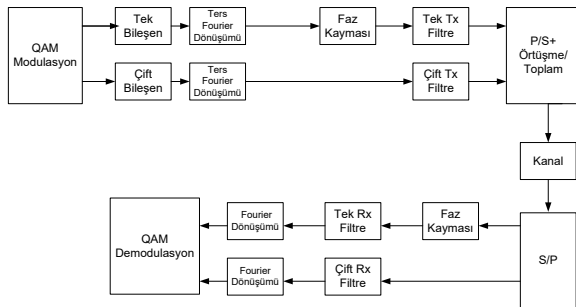 QAM
Modulasyon
Tek
Bileşen
Ters
Fourier
Dönüşümü
Faz
Kayması
Tek Tx
Filtre
P/S+
Örtüşme/
Toplam
Çift
Bileşen
Ters
Fourier
Dönüşümü
Çift Tx
Filtre
Kanal
QAM
Demodulasyon
Fourier
Dönüşümü
Tek Rx
Filtre
Faz
Kayması
S/P
Fourier
Dönüşümü
Çift Rx
Filtre